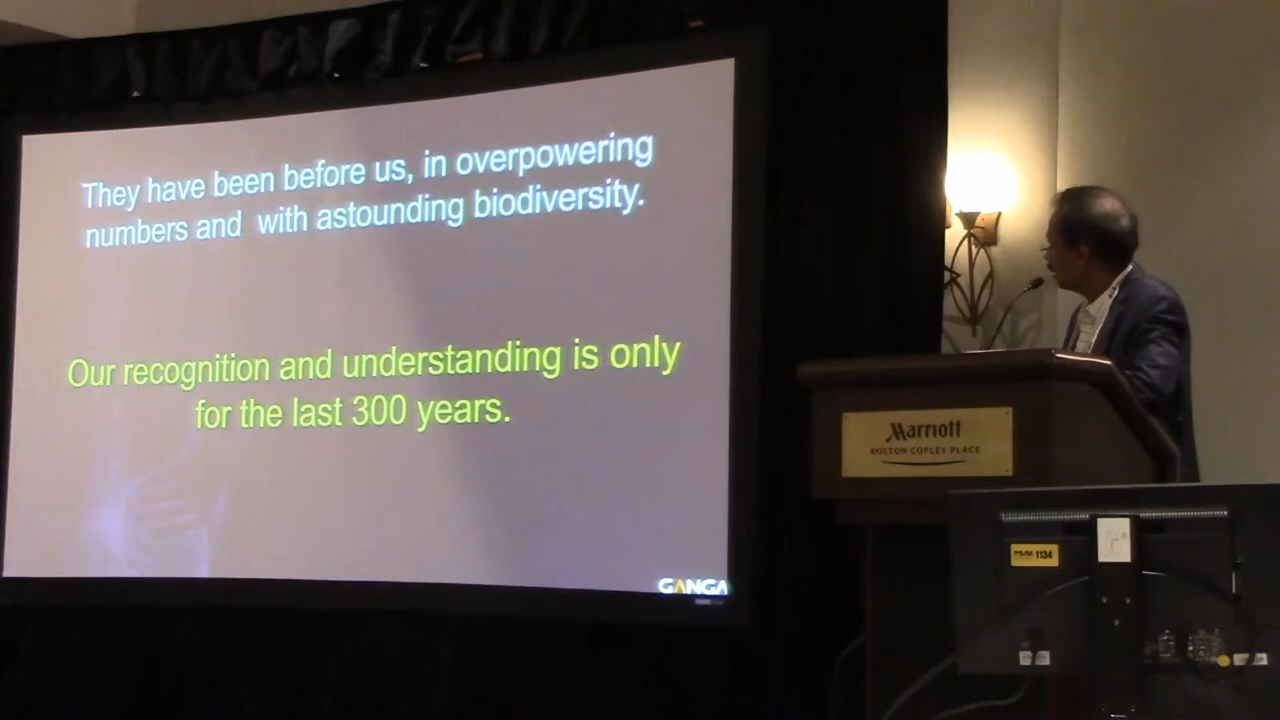 They have been before us, in overpowering
numbers and with astounding biodiversity.
Our recognition and understanding is only
for the last 300 years.
GANGA
Marriott
BOSTON COPLEY PLACE
1134